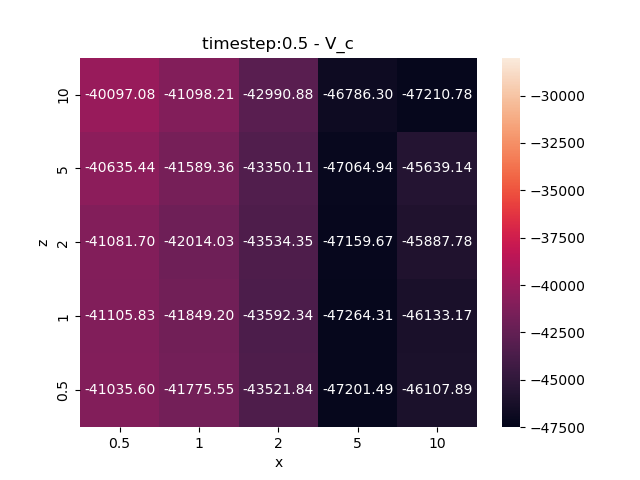 timestep:0.5 - V_c
10 -40097.08 -41098.21 -42990.88 -46786.30 -47210.78
5 -40635.44 -41589.36 -43350.11 -47064.94 -45639.14
2 -41081.70 -42014.03 -43534.35 -47159.67 -45887.78
1 -41105.83 -41849.20 -43592.34 -47264.31 -46133.17
0.5 -41035.60 -41775.55 -43521.84 -47201.49 -46107.89
z
0.5 1 2 5 10
x
−30000
−32500
−35000
−37500
−40000
−42500
−45000
−47500